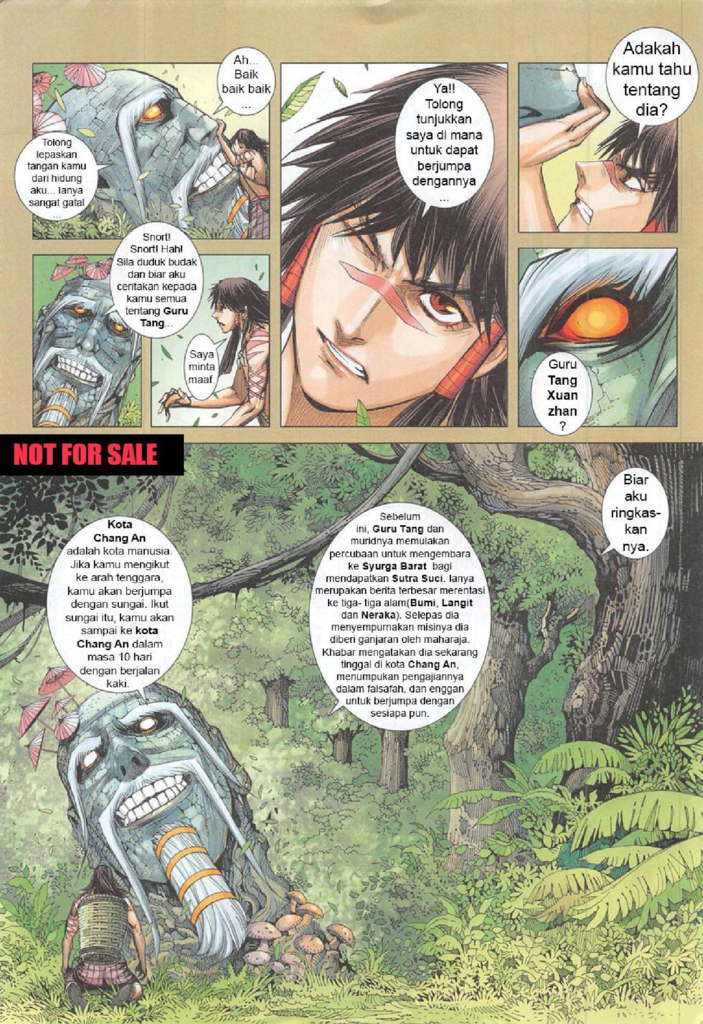 Adakah
kamu tahu
tentang
dia?
Guru
Tang
Xuan
zhan
?
Ya!!
Tolong
tunjukkan
saya di mana
untuk dapat
berjumpa
dengannya
...
Ah...
Baik
baik baik
...
Tolong
lepaskan
tangan kamu
dari hidung
aku... Ianya
sangat gatal
...
Saya
minta
maaf.
Snort!
Snort! Hah!
Sila duduk budak
dan biar aku
ceritakan kepada
kamu semua
tentang Guru
Tang...
NOT FOR SALE
Biar
aku
ringkas-
kan
nya.
Sebelum
ini, Guru Tang dan
muridnya memulakan
percubaan untuk mengembara
ke Syurga Barat bagi
mendapatkan Sutra Suci. Ianya
merupakan berita terbesar merentasi
ke tiga- tiga alam(Bumi, Langit
dan Neraka). Selepas dia
menyempurnakan misinya dia
diberi ganjaran oleh maharaja.
Khabar mengatakan dia sekarang
tinggal di kota Chang An,
menumpukan pengajiannya
dalam falsafah, dan enggan
untuk berjumpa dengan
sesiapa pun.
Kota
Chang An
adalah kota manusia.
Jika kamu mengikut
ke arah tenggara,
kamu akan berjumpa
dengan sungai. Ikut
sungai itu, kamu akan
sampai ke kota
Chang An dalam
masa 10 hari
dengan berjalan
kaki.